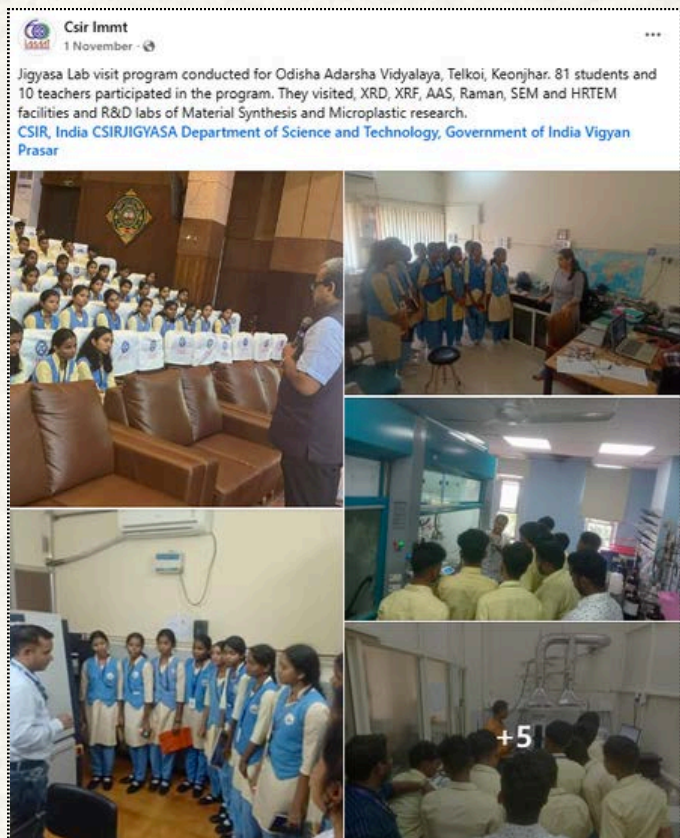 Csir Immt
1 November ·
Jigyasa Lab visit program conducted for Odisha Adarsha Vidyalaya, Telkoi, Keonjhar. 81 students and
10 teachers participated in the program. They visited, XRD, XRF, AAS, Raman, SEM and HRTEM
facilities and R&D labs of Material Synthesis and Microplastic research.
CSIR, India CSIRJIGYASA Department of Science and Technology, Government of India Vigyan
Prasar
+5